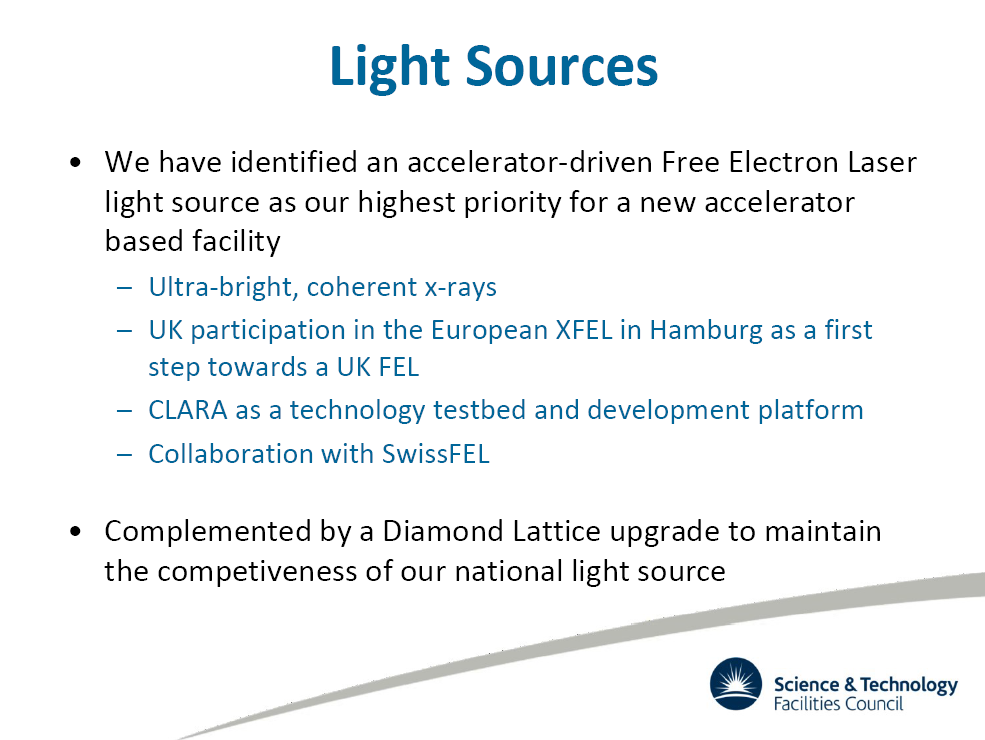 Light Sources
• We have identified an accelerator-driven Free Electron Laser
light source as our highest priority for a new accelerator
based facility
– Ultra-bright, coherent x-rays
– UK participation in the European XFEL in Hamburg as a first
step towards a UK FEL
– CLARA as a technology testbed and development platform
– Collaboration with SwissFEL
• Complemented by a Diamond Lattice upgrade to maintain
the competiveness of our national light source
Science & Technology
Facilities Council